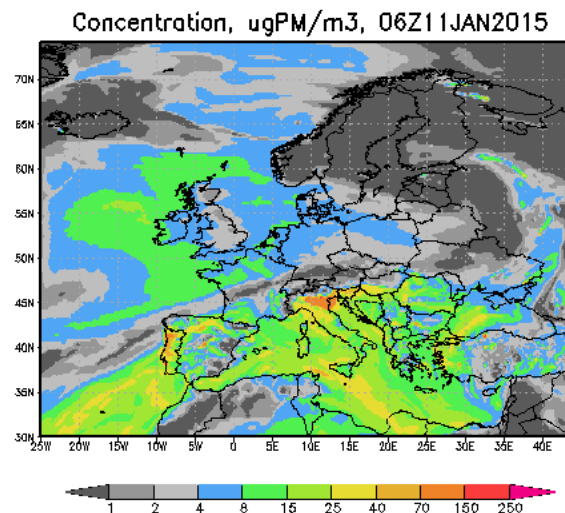 Concentration, ugPM/m3, 06Z11JAN2015
70N
65N
60N
55N
50N
45N
40N
35N
30N
25W 20W 15W 10W 5W 0 5E 10E 15E 20E 25E 30E 35E 40E
1 2 4 8 15 25 40 70 150 250